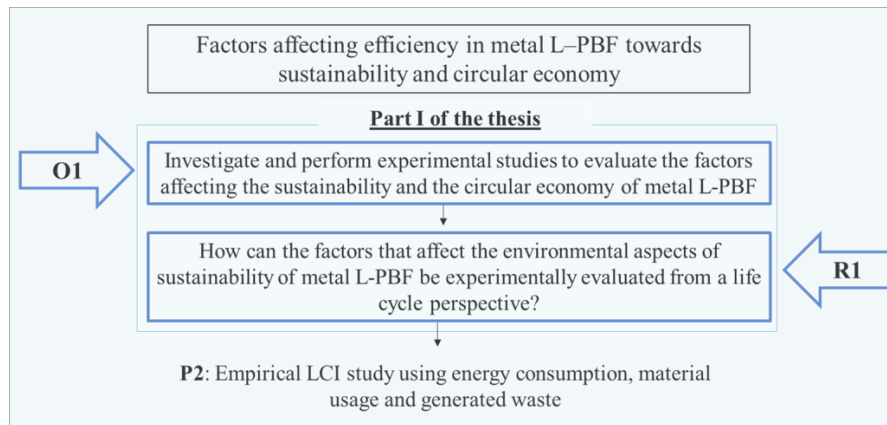 Factors affecting efficiency in metal L–PBF towards
sustainability and circular economy
Part I of the thesis
O1
Investigate and perform experimental studies to evaluate the factors
affecting the sustainability and the circular economy of metal L-PBF
How can the factors that affect the environmental aspects of
sustainability of metal L-PBF be experimentally evaluated from a life
cycle perspective?
R1
P2: Empirical LCI study using energy consumption, material
usage and generated waste